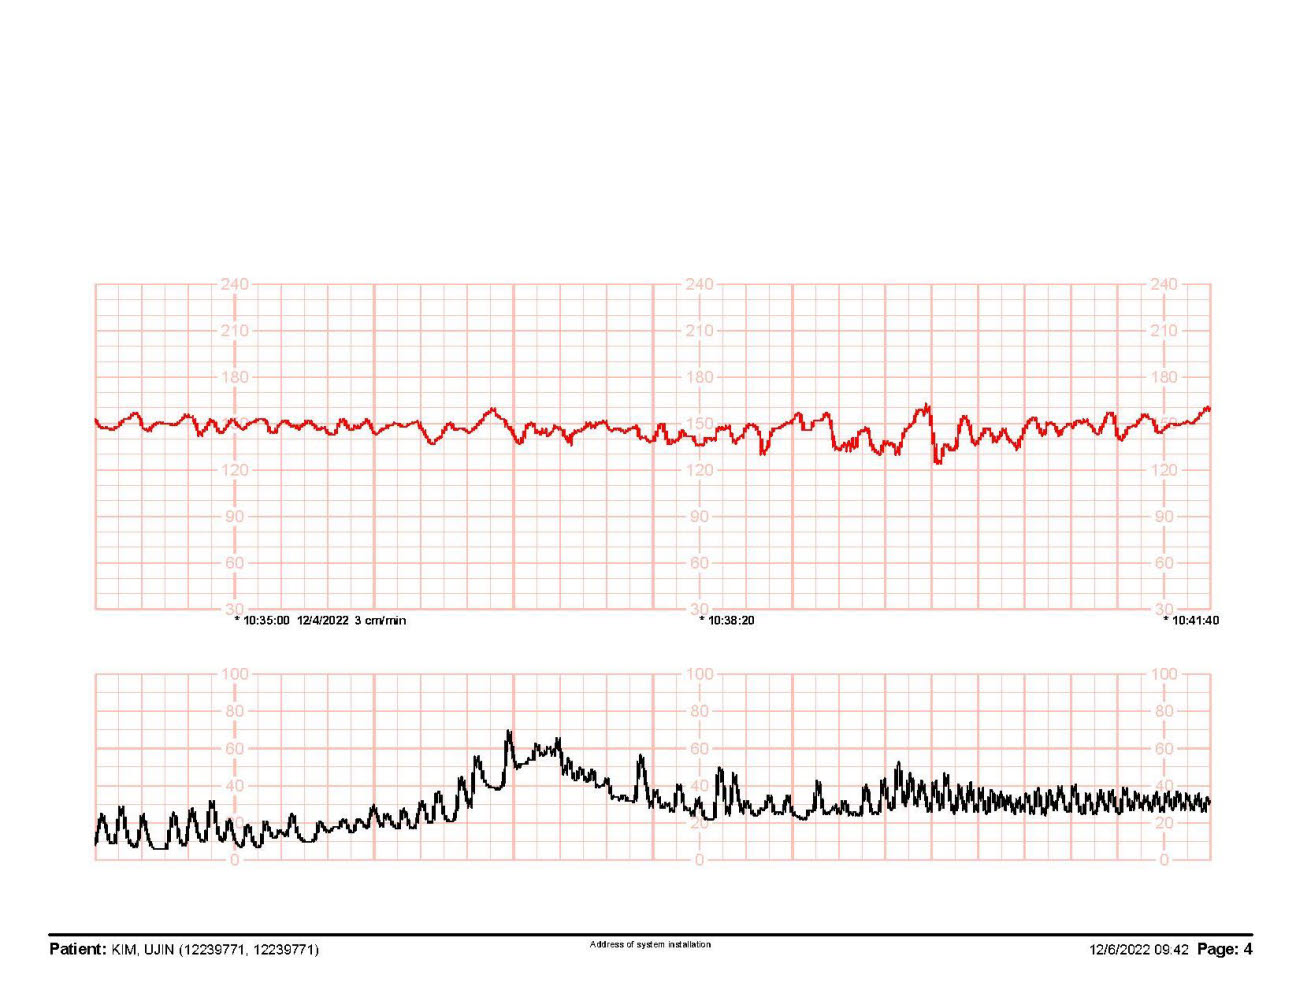 240 240 240
210 210 210
180 180 180
150 150 150
120 120 120
90 90 90
60 60 60
30 30 30
* 10:35:00 12/4/2022 3 cm/min * 10:38:20 * 10:41:40
100 100 100
80 80 80
60 60 60
40 40 40
20 20 20
0 0 0
Patient: KIM, UJIN (12239771, 12239771) Address of system installation 12/6/2022 09:42 Page: 4